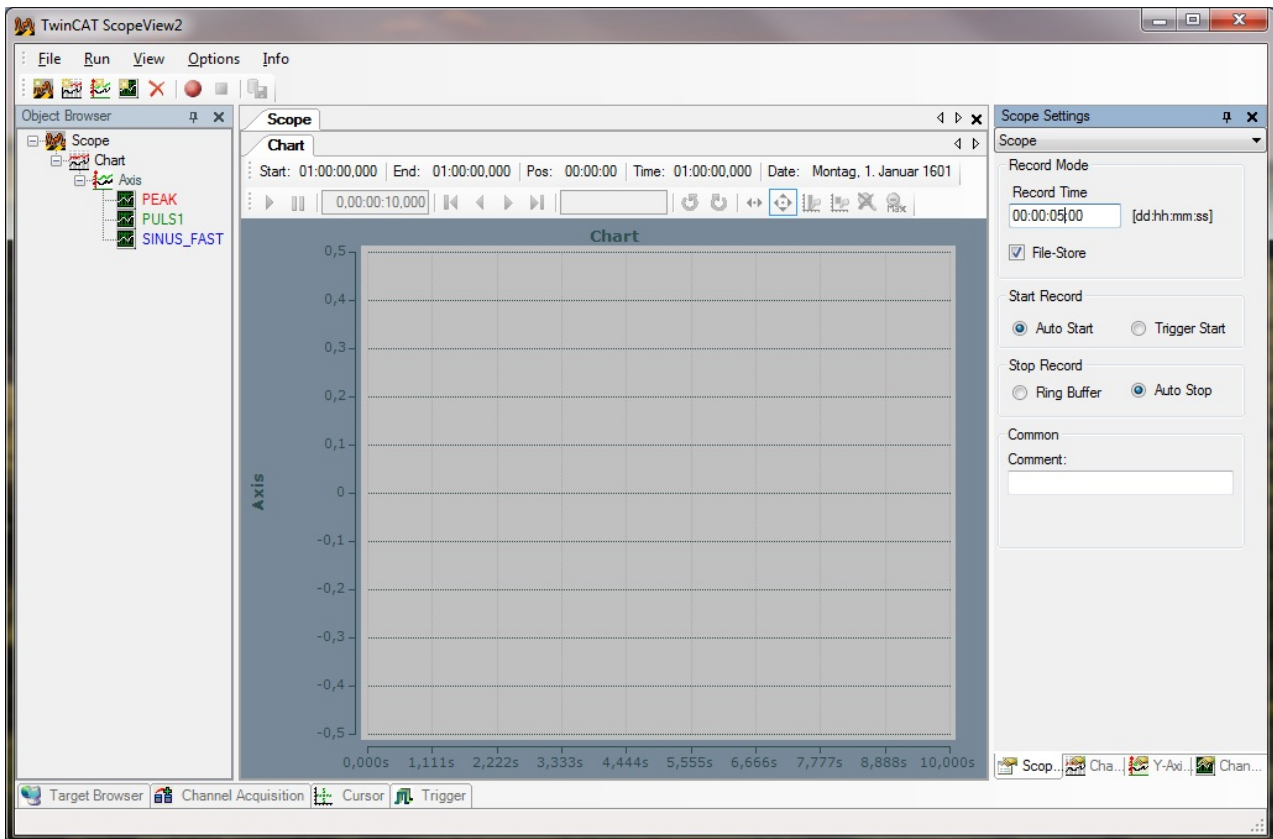 TwinCAT ScopeView2
File Run View Options Info
Object Browser
Scope
Chart
Axis
PEAK
PULS1
SINUS_FAST
Scope
Chart
Start: 01:00:00,000 End: 01:00:00,000 Pos: 00:00:00 Time: 01:00:00,000 Date: Montag, 1. Januar 1601
0,00:00:10,000
Max
Chart
0,5
0,4
0,3
0,2
0,1
0
-0,1
-0,2
-0,3
-0,4
-0,5
Axis
0,000s 1,111s 2,222s 3,333s 4,444s 5,555s 6,666s 7,777s 8,888s 10,000s
Scope Settings
Scope
Record Mode
Record Time
00:00:05:00 [dd:hh:mm:ss]
File-Store
Start Record
Auto Start Trigger Start
Stop Record
Ring Buffer Auto Stop
Common
Comment:
Scop... Cha... Y-Axi... Chan...
Target Browser Channel Acquisition Cursor Trigger